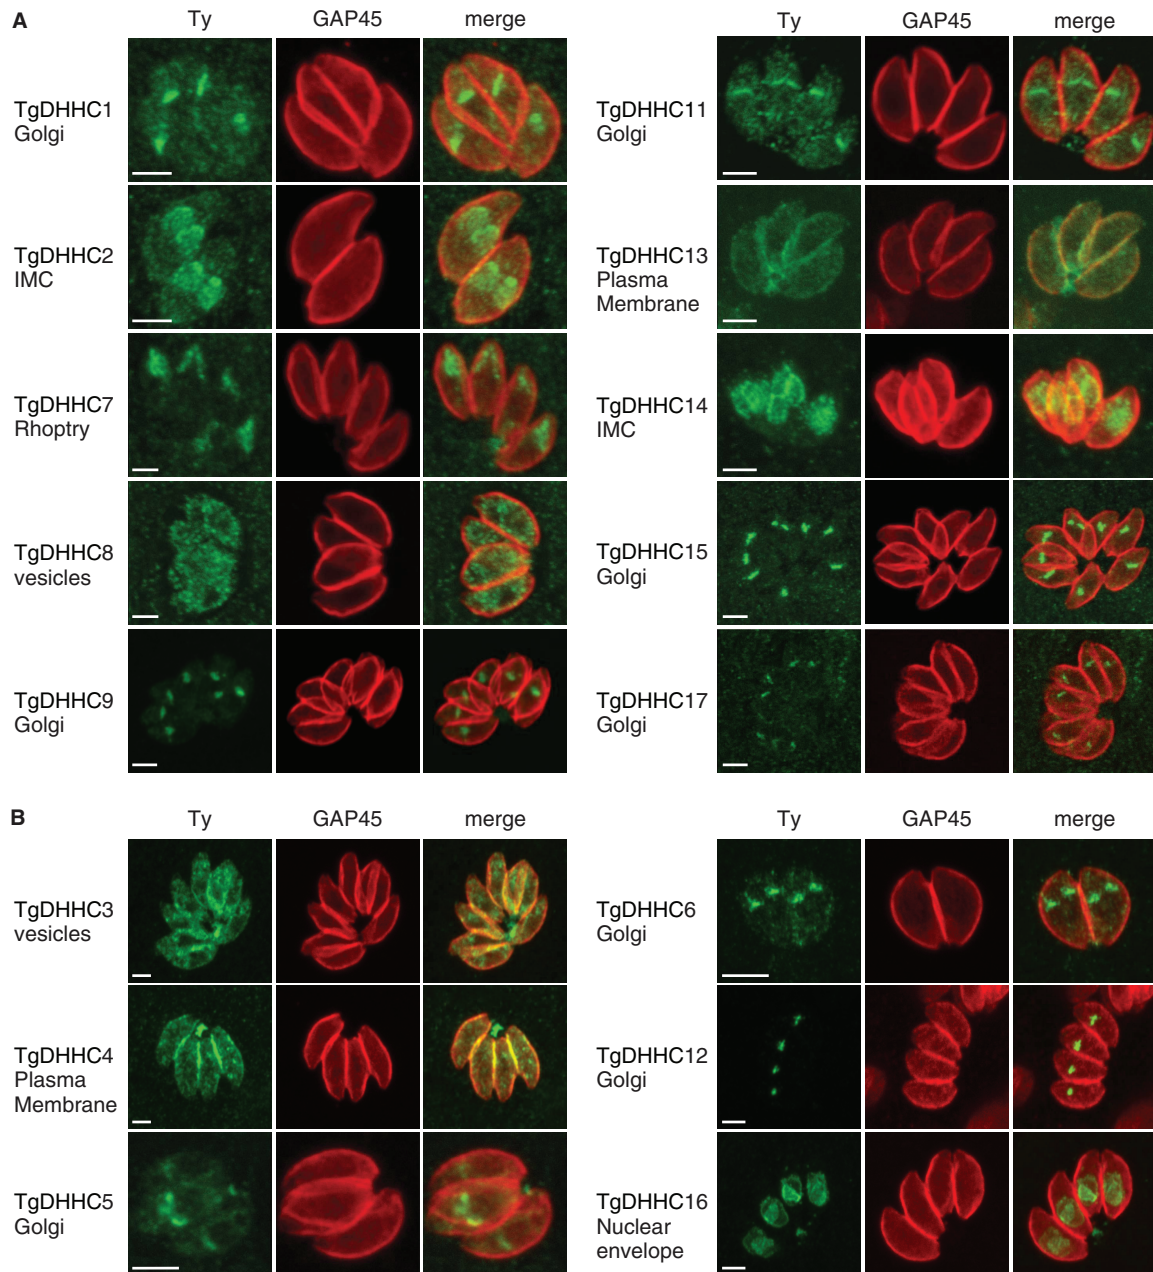 A
Ty GAP45 merge
TgDHHC1
Golgi
TgDHHC2
IMC
TgDHHC7
Rhoptry
TgDHHC8
vesicles
TgDHHC9
Golgi
Ty GAP45 merge
TgDHHC11
Golgi
TgDHHC13
Plasma
Membrane
TgDHHC14
IMC
TgDHHC15
Golgi
TgDHHC17
Golgi
B
Ty GAP45 merge
TgDHHC3
vesicles
TgDHHC4
Plasma
Membrane
TgDHHC5
Golgi
Ty GAP45 merge
TgDHHC6
Golgi
TgDHHC12
Golgi
TgDHHC16
Nuclear
envelope